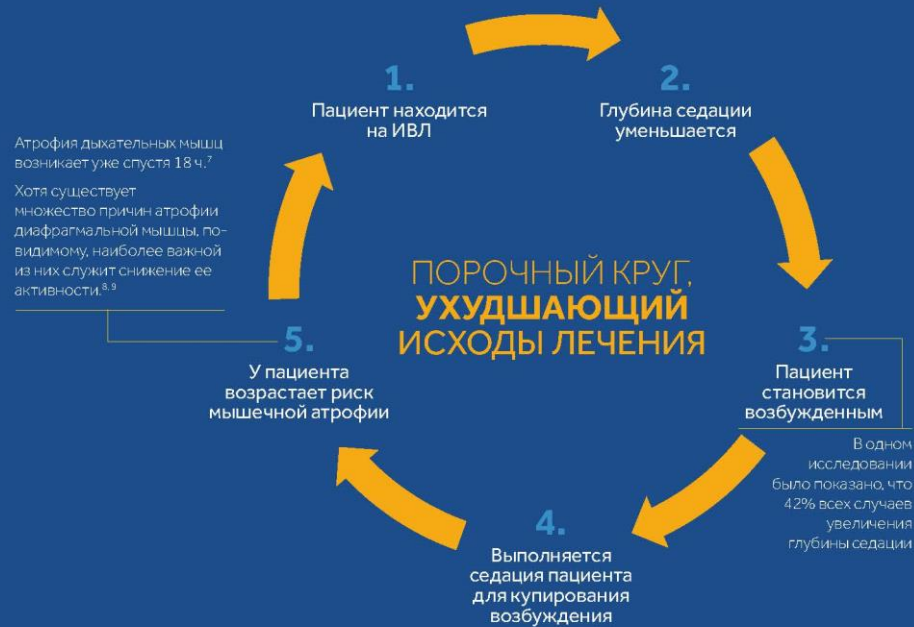 1.
Пациент находится
на ИВЛ
2.
Глубина седации
уменьшается
Атрофия дыхательных мышц
возникает уже спустя 18 ч.⁷
Хотя существует
множество причин атрофии
диафрагмальной мышцы, по-
видимому, наиболее важной
из них служит снижение ее
активности.⁸˒⁹
ПОРОЧНЫЙ КРУГ,
УХУДШАЮЩИЙ
ИСХОДЫ ЛЕЧЕНИЯ
3.
Пациент
становится
возбужденным
В одном
исследовании
было показано, что
42% всех случаев
увеличения
глубины седации
4.
Выполняется
седация пациента
для купирования
возбуждения
5.
У пациента
возрастает риск
мышечной атрофии